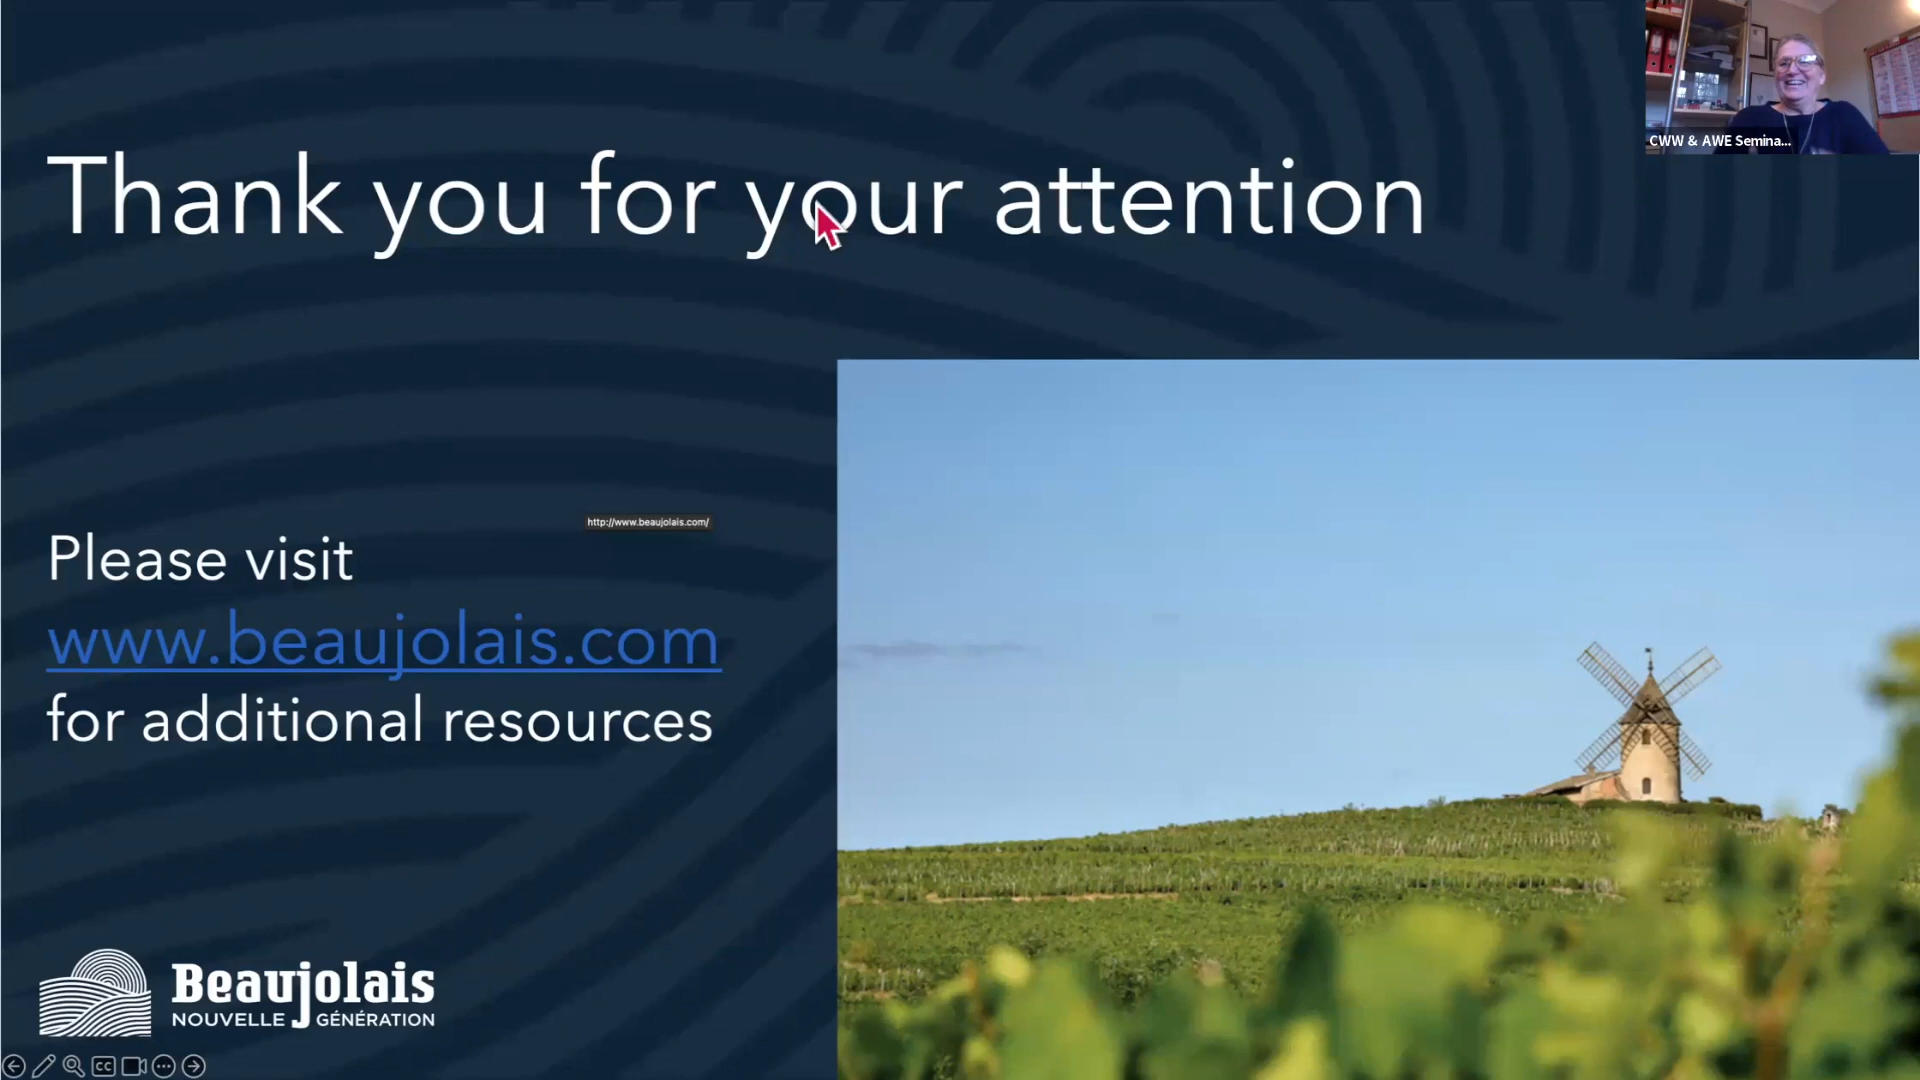 CWW & AWE Semina...
Thank you for your attention
http://www.beaujolais.com/
Please visit
www.beaujolais.com
for additional resources
Beaujolais
NOUVELLE GÉNÉRATION
CC